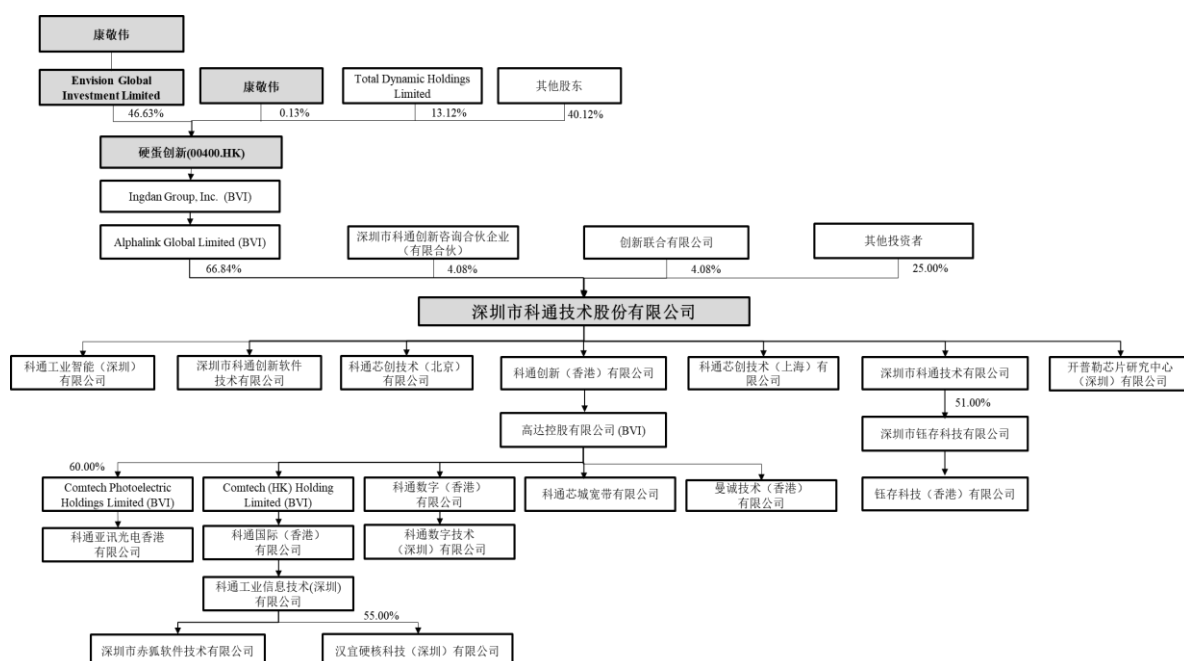 康敬伟
Envision Global
Investment Limited
康敬伟
Total Dynamic Holdings
Limited
其他股东
46.63%
0.13%
13.12%
40.12%
硬蛋创新(00400.HK)
Ingdan Group, Inc. (BVI)
Alphalink Global Limited (BVI)
深圳市科通创新咨询合伙企业
（有限合伙）
创新联合有限公司
其他投资者
66.84%
4.08%
4.08%
25.00%
深圳市科通技术股份有限公司
科通工业智能（深圳）
有限公司
深圳市科通创新软件
技术有限公司
科通芯创技术（北京）
有限公司
科通创新（香港）有限公司
科通芯创技术（上海）有
限公司
深圳市科通技术有限公司
开普勒芯片研究中心
（深圳）有限公司
51.00%
高达控股有限公司 (BVI)
深圳市钰存科技有限公司
60.00%
Comtech Photoelectric
Holdings Limited (BVI)
Comtech (HK) Holding
Limited (BVI)
科通数字（香港）
有限公司
科通芯城宽带有限公司
曼诚技术（香港）
有限公司
钰存科技（香港）有限公司
科通亚讯光电香港
有限公司
科通国际（香港）
有限公司
科通数字技术
（深圳）有限公司
科通工业信息技术(深圳)
有限公司
55.00%
深圳市赤狐软件技术有限公司
汉宜硬核科技（深圳）有限公司